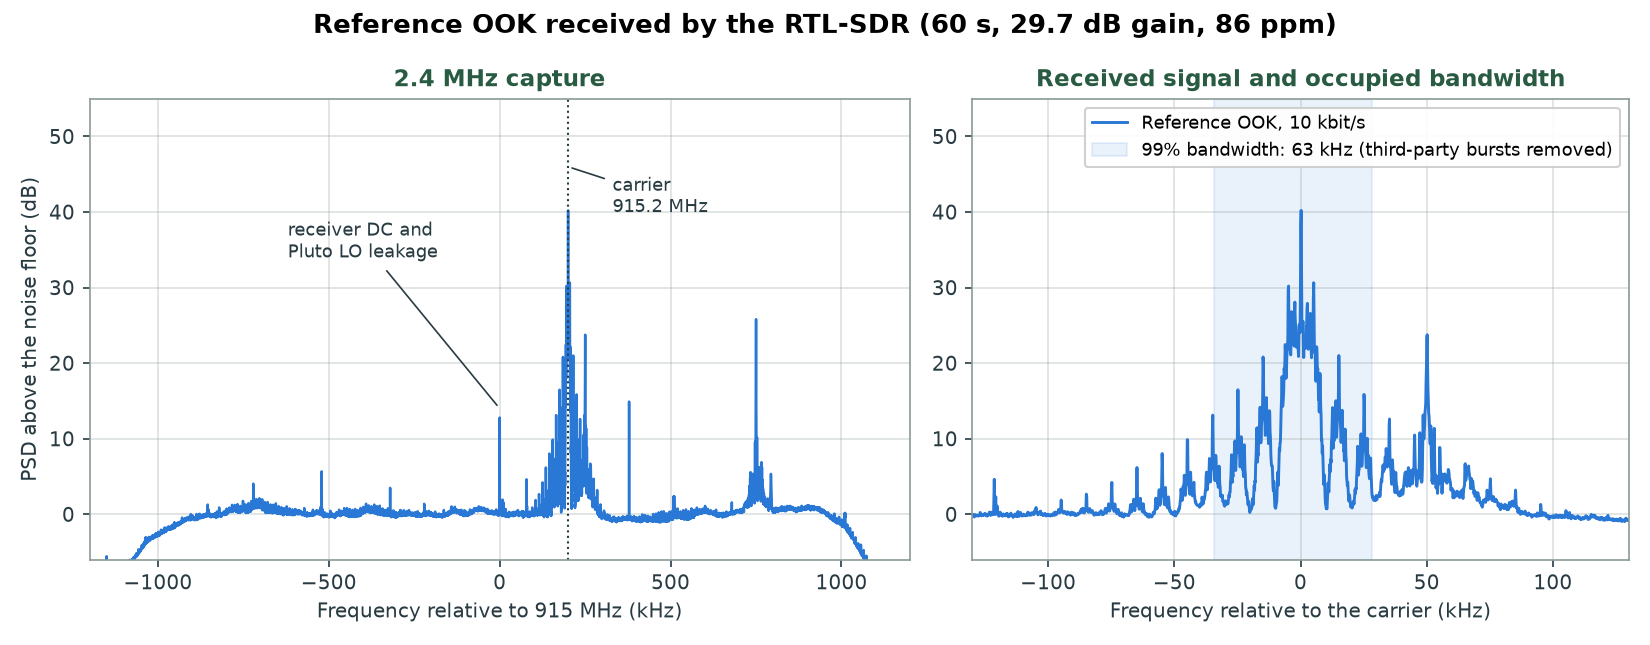 Reference OOK received by the RTL-SDR (60 s, 29.7 dB gain, 86 ppm)
2.4 MHz capture
PSD above the noise floor (dB)
50
40
30
20
10
0
carrier
915.2 MHz
receiver DC and
Pluto LO leakage
−1000
−500
0
500
1000
Frequency relative to 915 MHz (kHz)
Received signal and occupied bandwidth
Reference OOK, 10 kbit/s
99% bandwidth: 63 kHz (third-party bursts removed)
50
40
30
20
10
0
−100
−50
0
50
100
Frequency relative to the carrier (kHz)